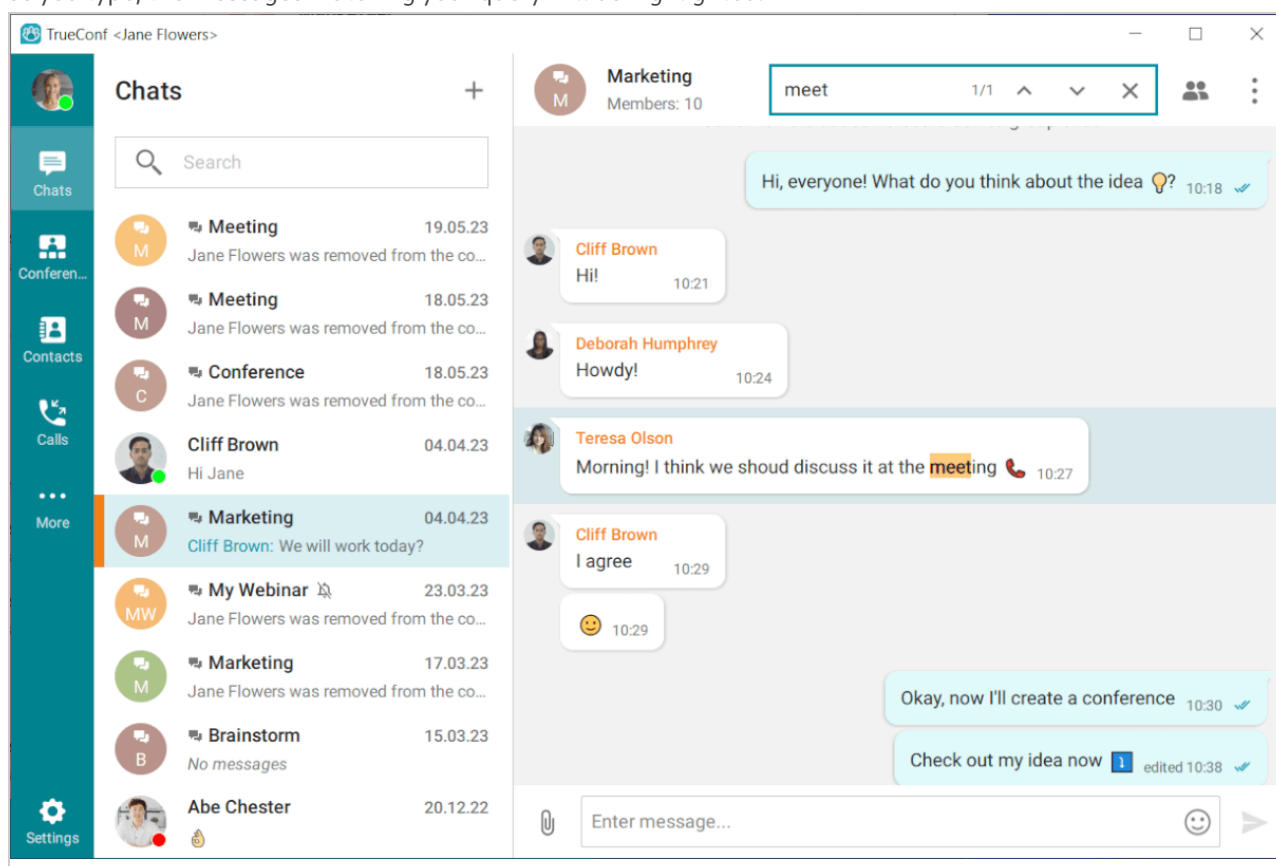 TrueConf <Jane Flowers>
Chats
Conferen...
Contacts
Calls
More
Settings
Chats
Search
Meeting 19.05.23
M
Jane Flowers was removed from the co...
Meeting 18.05.23
M
Jane Flowers was removed from the co...
Conference 18.05.23
C
Jane Flowers was removed from the co...
Cliff Brown 04.04.23
Hi Jane
Marketing 04.04.23
M
Cliff Brown: We will work today?
My Webinar 23.03.23
MW
Jane Flowers was removed from the co...
Marketing 17.03.23
M
Jane Flowers was removed from the co...
Brainstorm 15.03.23
B
No messages
Abe Chester 20.12.22
👌
M
Marketing
Members: 10
meet 1/1
Hi, everyone! What do you think about the idea 💡? 10:18
Cliff Brown
Hi! 10:21
Deborah Humphrey
Howdy! 10:24
Teresa Olson
Morning! I think we shoud discuss it at the meeting 📞 10:27
Cliff Brown
I agree 10:29
🙂 10:29
Okay, now I'll create a conference 10:30
Check out my idea now ⤵️ edited 10:38
Enter message...